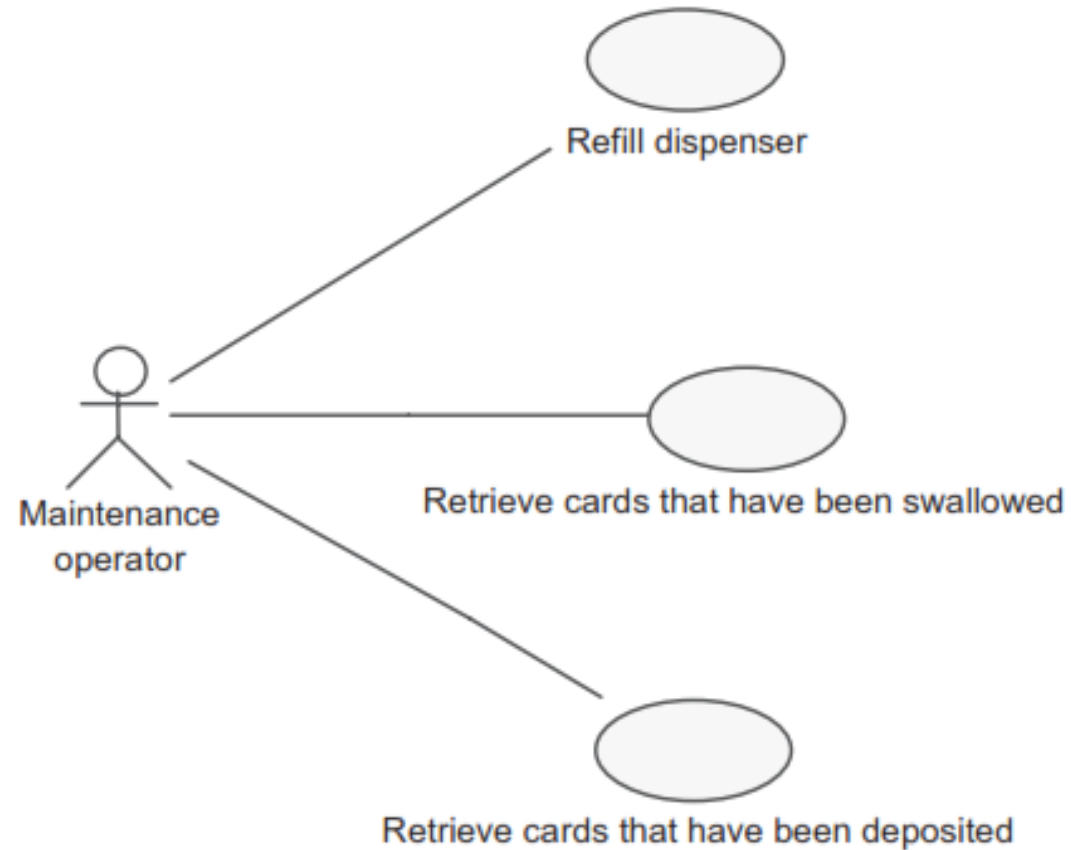 Refill dispenser
Retrieve cards that have been swallowed
Maintenance
operator
Retrieve cards that have been deposited